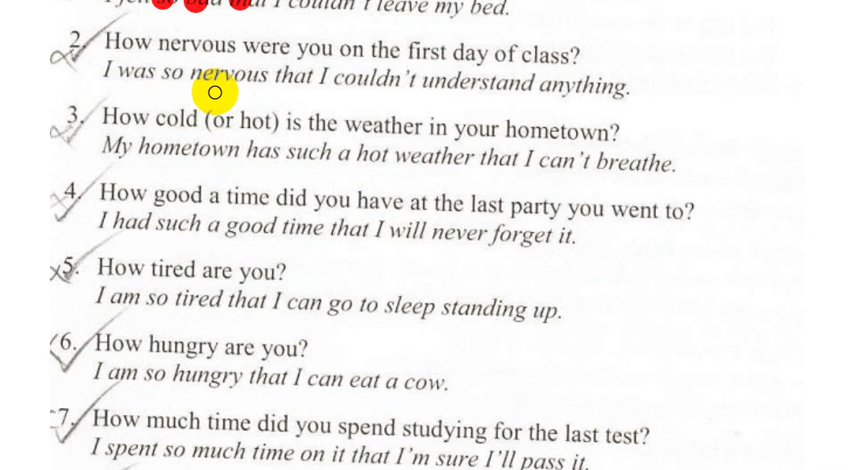 I couldn't leave my bed.
2. How nervous were you on the first day of class?
I was so nervous that I couldn't understand anything.
3. How cold (or hot) is the weather in your hometown?
My hometown has such a hot weather that I can't breathe.
4. How good a time did you have at the last party you went to?
I had such a good time that I will never forget it.
5. How tired are you?
I am so tired that I can go to sleep standing up.
6. How hungry are you?
I am so hungry that I can eat a cow.
7. How much time did you spend studying for the last test?
I spent so much time on it that I'm sure I'll pass it.